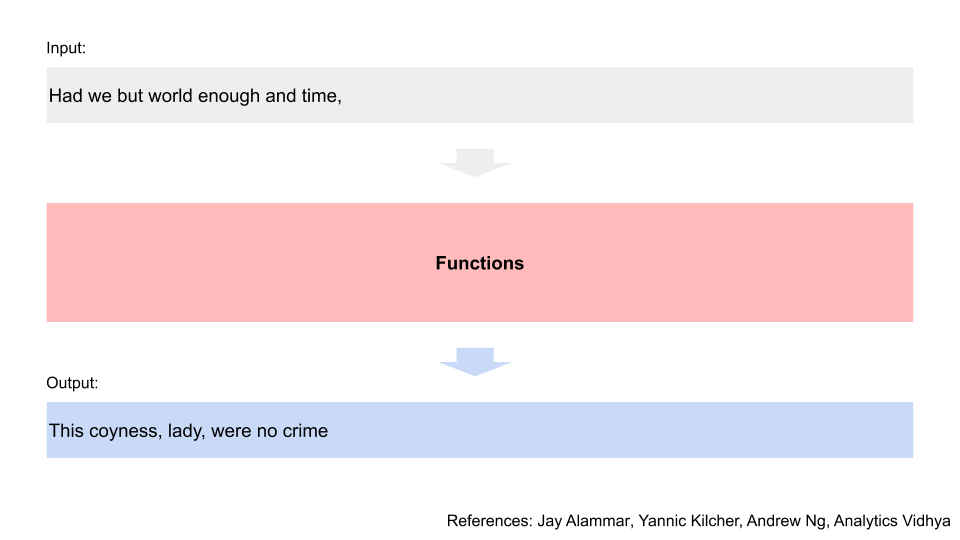 Input:
Had we but world enough and time,
Functions
Output:
This coyness, lady, were no crime
References: Jay Alammar, Yannic Kilcher, Andrew Ng, Analytics Vidhya